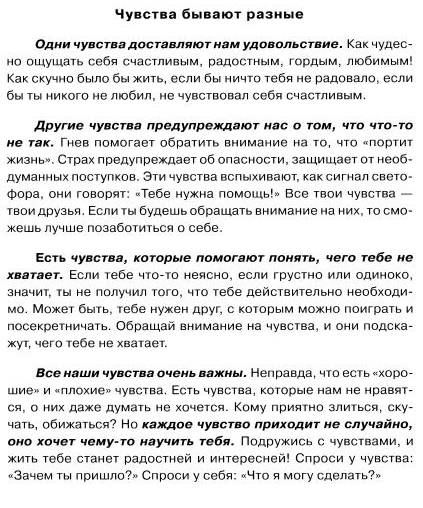 Чувства бывают разные
Одни чувства доставляют нам удовольствие. Как чудес-
но ощущать себя счастливым, радостным, гордым, любимым!
Как скучно было бы жить, если бы ничто тебя не радовало, если
бы ты никого не любил, не чувствовал себя счастливым.
Другие чувства предупреждают нас о том, что что-то
не так. Гнев помогает обратить внимание на то, что «портит
жизнь». Страх предупреждает об опасности, защищает от необ-
думанных поступков. Эти чувства вспыхивают, как сигнал свето-
фора, они говорят: «Тебе нужна помощь!» Все твои чувства —
твои друзья. Если ты будешь обращать внимание на них, то смо-
жешь лучше позаботиться о себе.
Есть чувства, которые помогают понять, чего тебе не
хватает. Если тебе что-то неясно, если грустно или одиноко,
значит, ты не получил того, что тебе действительно необходи-
мо. Может быть, тебе нужен друг, с которым можно поиграть и
посекретничать. Обращай внимание на чувства, и они подска-
жут, чего тебе не хватает.
Все наши чувства очень важны. Неправда, что есть «хоро-
шие» и «плохие» чувства. Есть чувства, которые нам не нравят-
ся, о них даже думать не хочется. Кому приятно злиться, ску-
чать, обижаться? Но каждое чувство приходит не случайно,
оно хочет чему-то научить тебя. Подружись с чувствами, и
жить тебе станет радостней и интересней! Спроси у чувства:
«Зачем ты пришло?» Спроси у себя: «Что я могу сделать?»